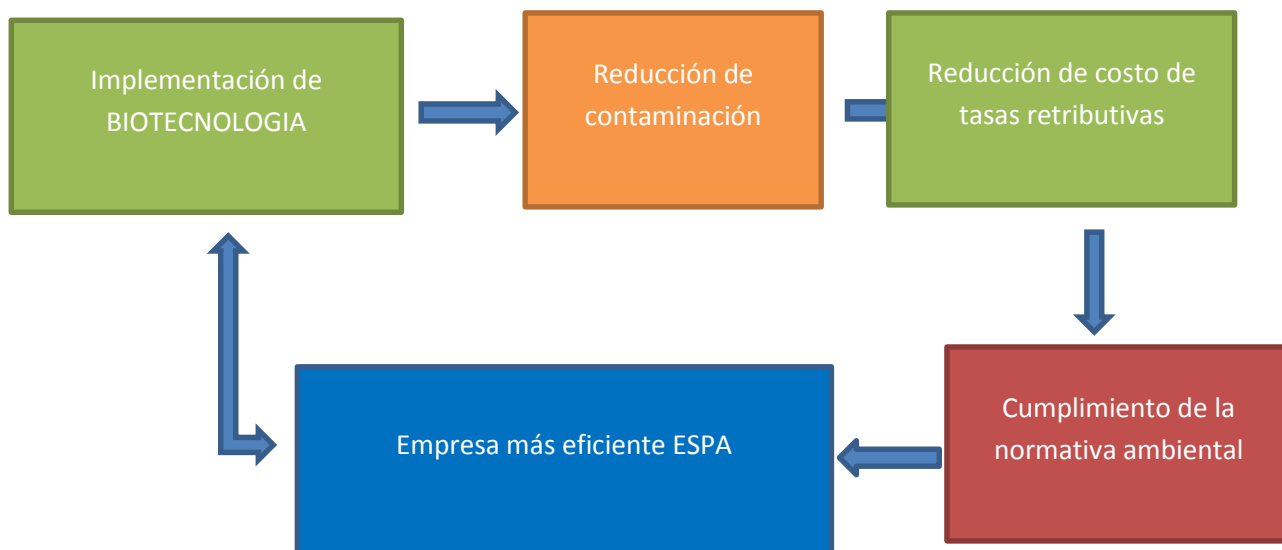 Implementación de
BIOTECNOLOGIA
Reducción de
contaminación
Reducción de costo de
tasas retributivas
Cumplimiento de la
normativa ambiental
Empresa más eficiente ESPA